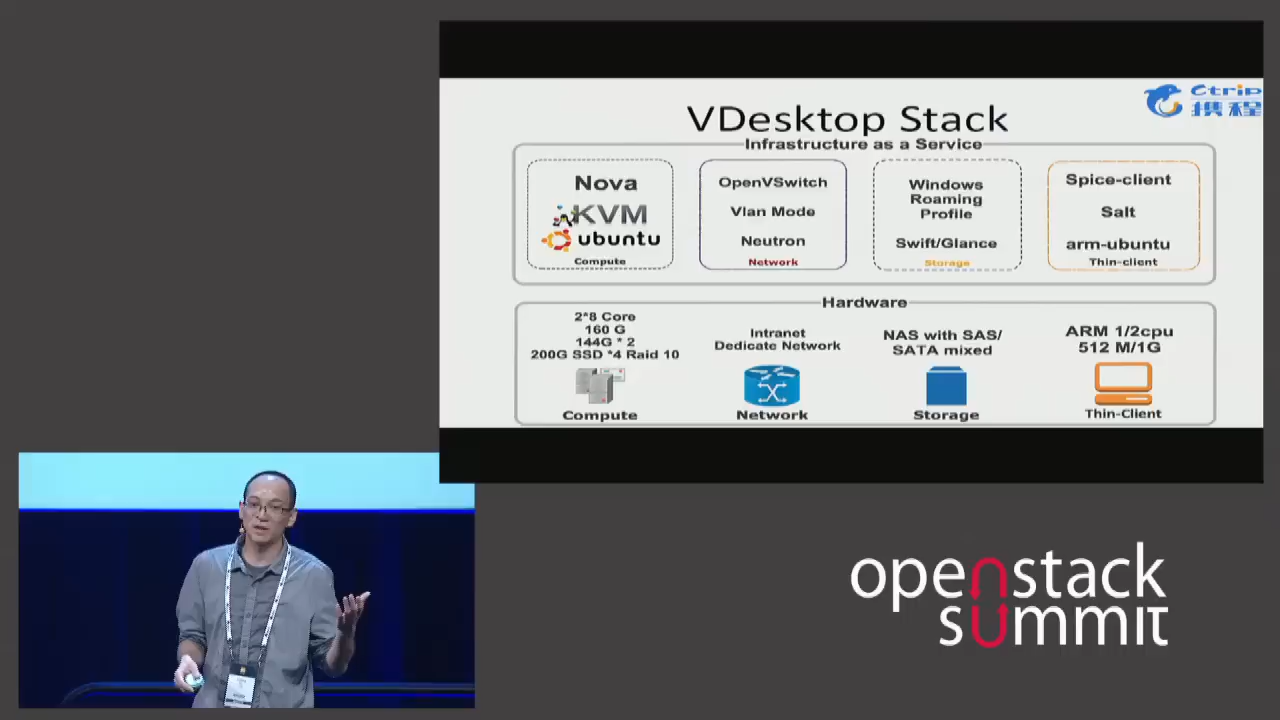 Ctrip
携程
VDesktop Stack
Infrastructure as a Service
Nova
KVM
ubuntu
Compute
OpenVSwitch
Vlan Mode
Neutron
Network
Windows
Roaming
Profile
Swift/Glance
Storage
Spice-client
Salt
arm-ubuntu
Thin-client
Hardware
2*8 Core
160 G
144G * 2
200G SSD *4 Raid 10
Compute
Intranet
Dedicate Network
Network
NAS with SAS/
SATA mixed
Storage
ARM 1/2cpu
512 M/1G
Thin-Client
openstack
summit